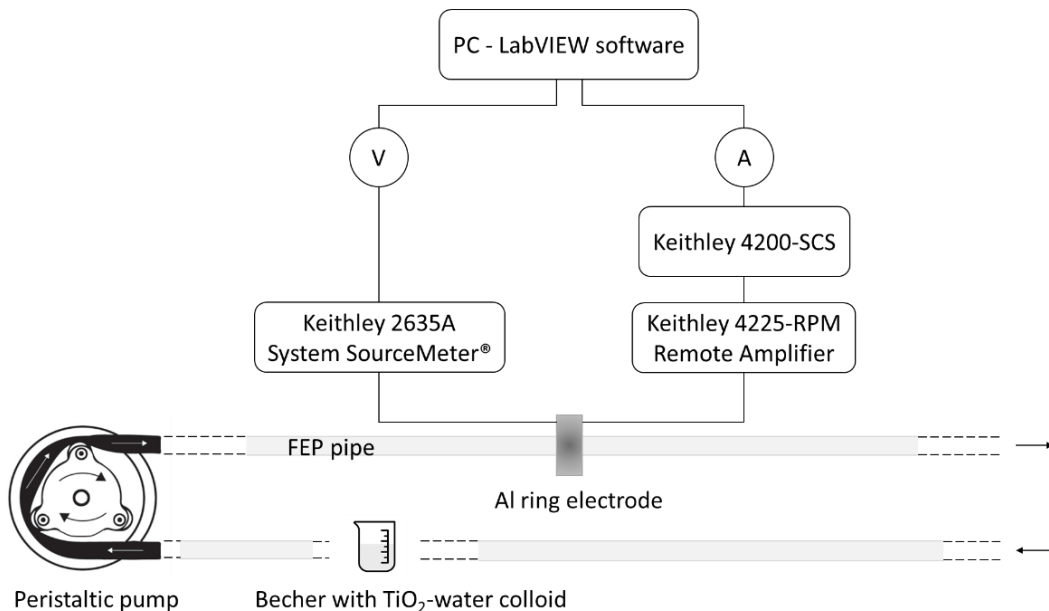 PC - LabVIEW software
V
A
Keithley 4200-SCS
Keithley 2635A
System SourceMeter®
Keithley 4225-RPM
Remote Amplifier
FEP pipe
Al ring electrode
Peristaltic pump
Becher with TiO₂-water colloid